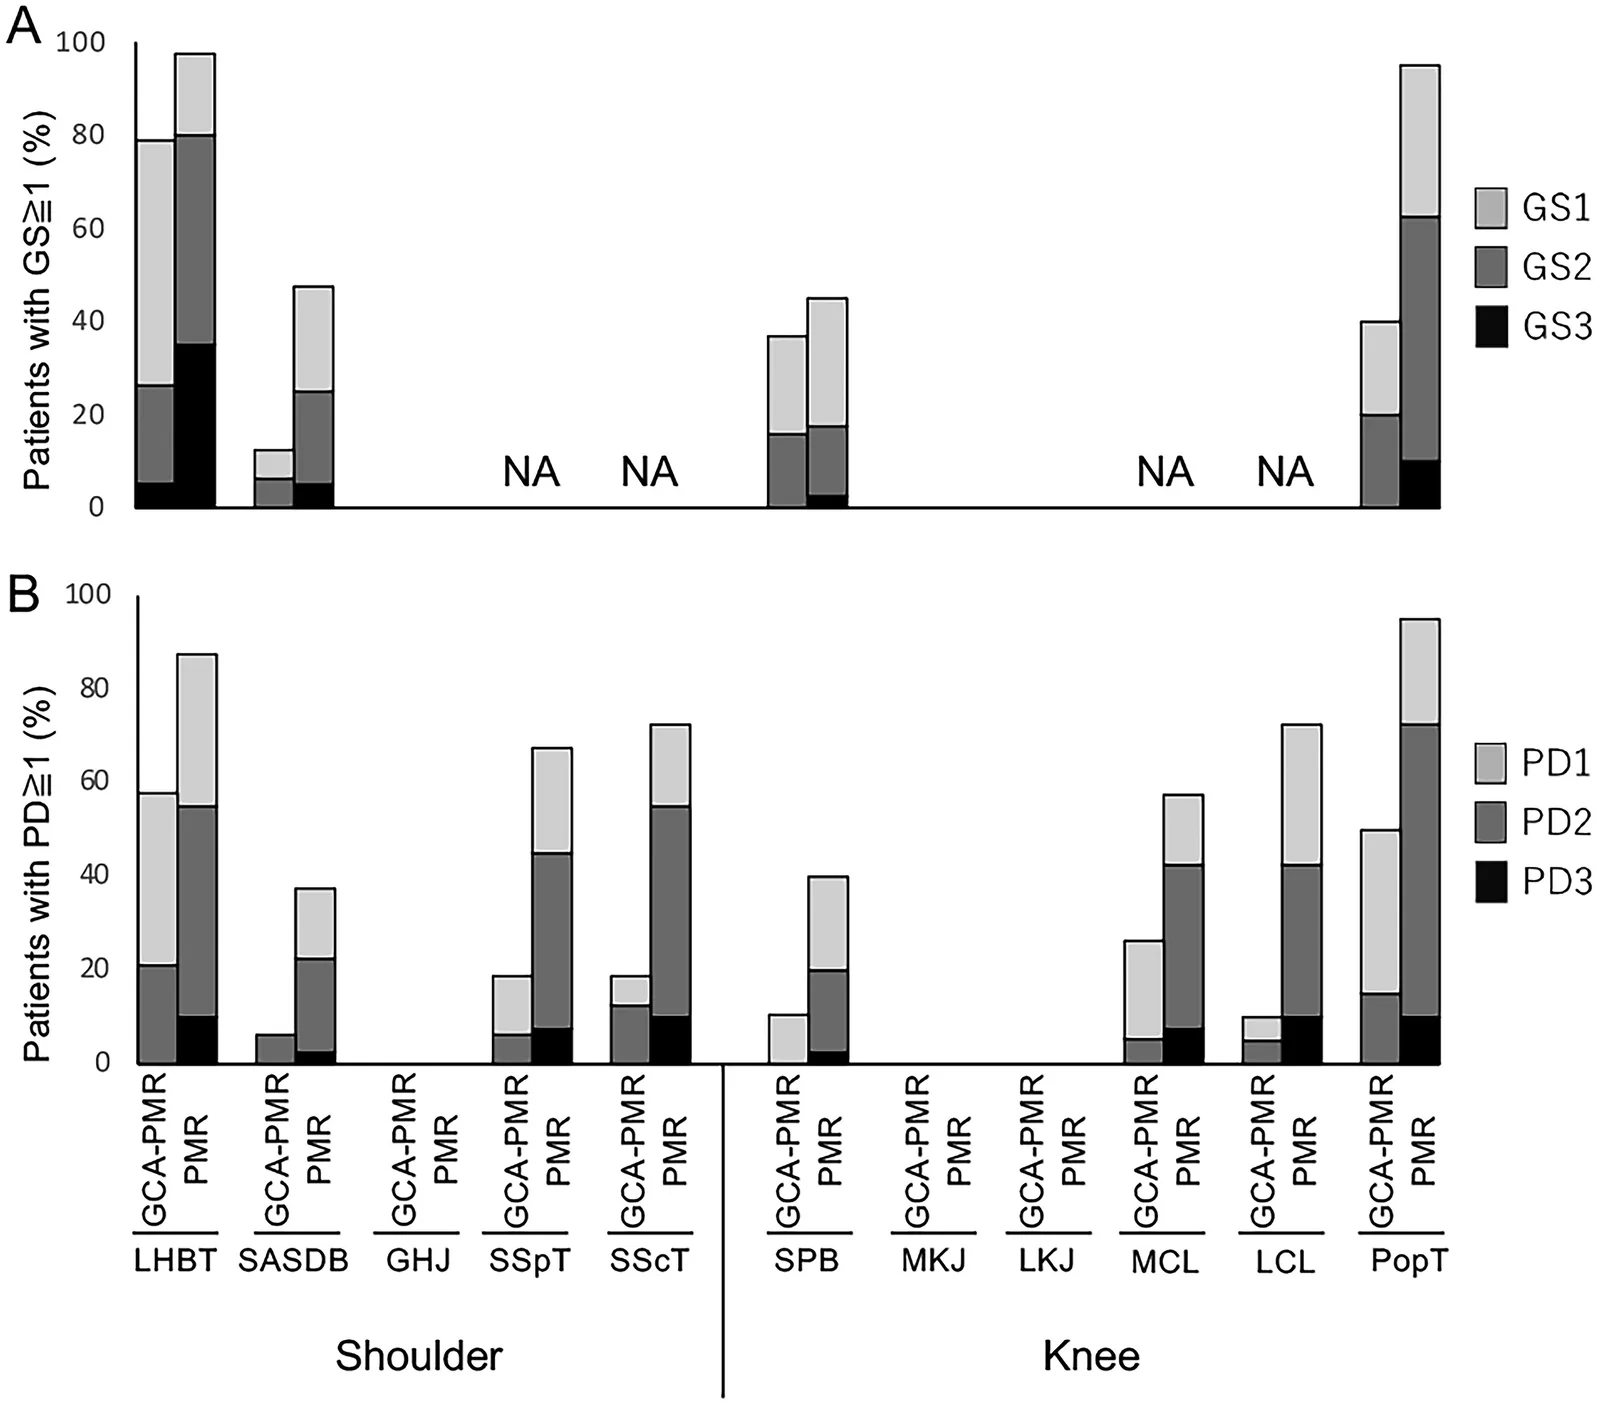 A
Patients with GS≧1 (%)
100
80
60
40
20
0
NA NA NA NA
GS1
GS2
GS3
B
Patients with PD≧1 (%)
100
80
60
40
20
0
PD1
PD2
PD3
GCA-PMR PMR GCA-PMR PMR GCA-PMR PMR GCA-PMR PMR GCA-PMR PMR GCA-PMR PMR GCA-PMR PMR GCA-PMR PMR GCA-PMR PMR GCA-PMR PMR GCA-PMR PMR
LHBT SASDB GHJ SSpT SScT SPB MKJ LKJ MCL LCL PopT
Shoulder Knee